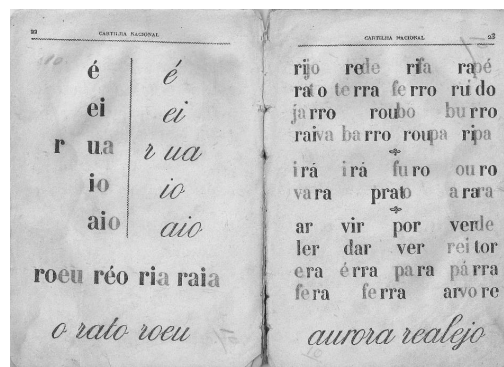 22 CARTILHA NACIONAL
é é
ei ei
r ua rua
io io
aio aio
roeu réo ria raia
o rato roeu
CARTILHA NACIONAL 23
rijo rede rifa rapé
rato terra ferro ruido
jarro roubo burro
raiva barro roupa ripa
irá irá furo ouro
vara prato arara
ar vir por verde
ler dar ver reitor
era érra para párra
fera ferra arvore
aurora realejo